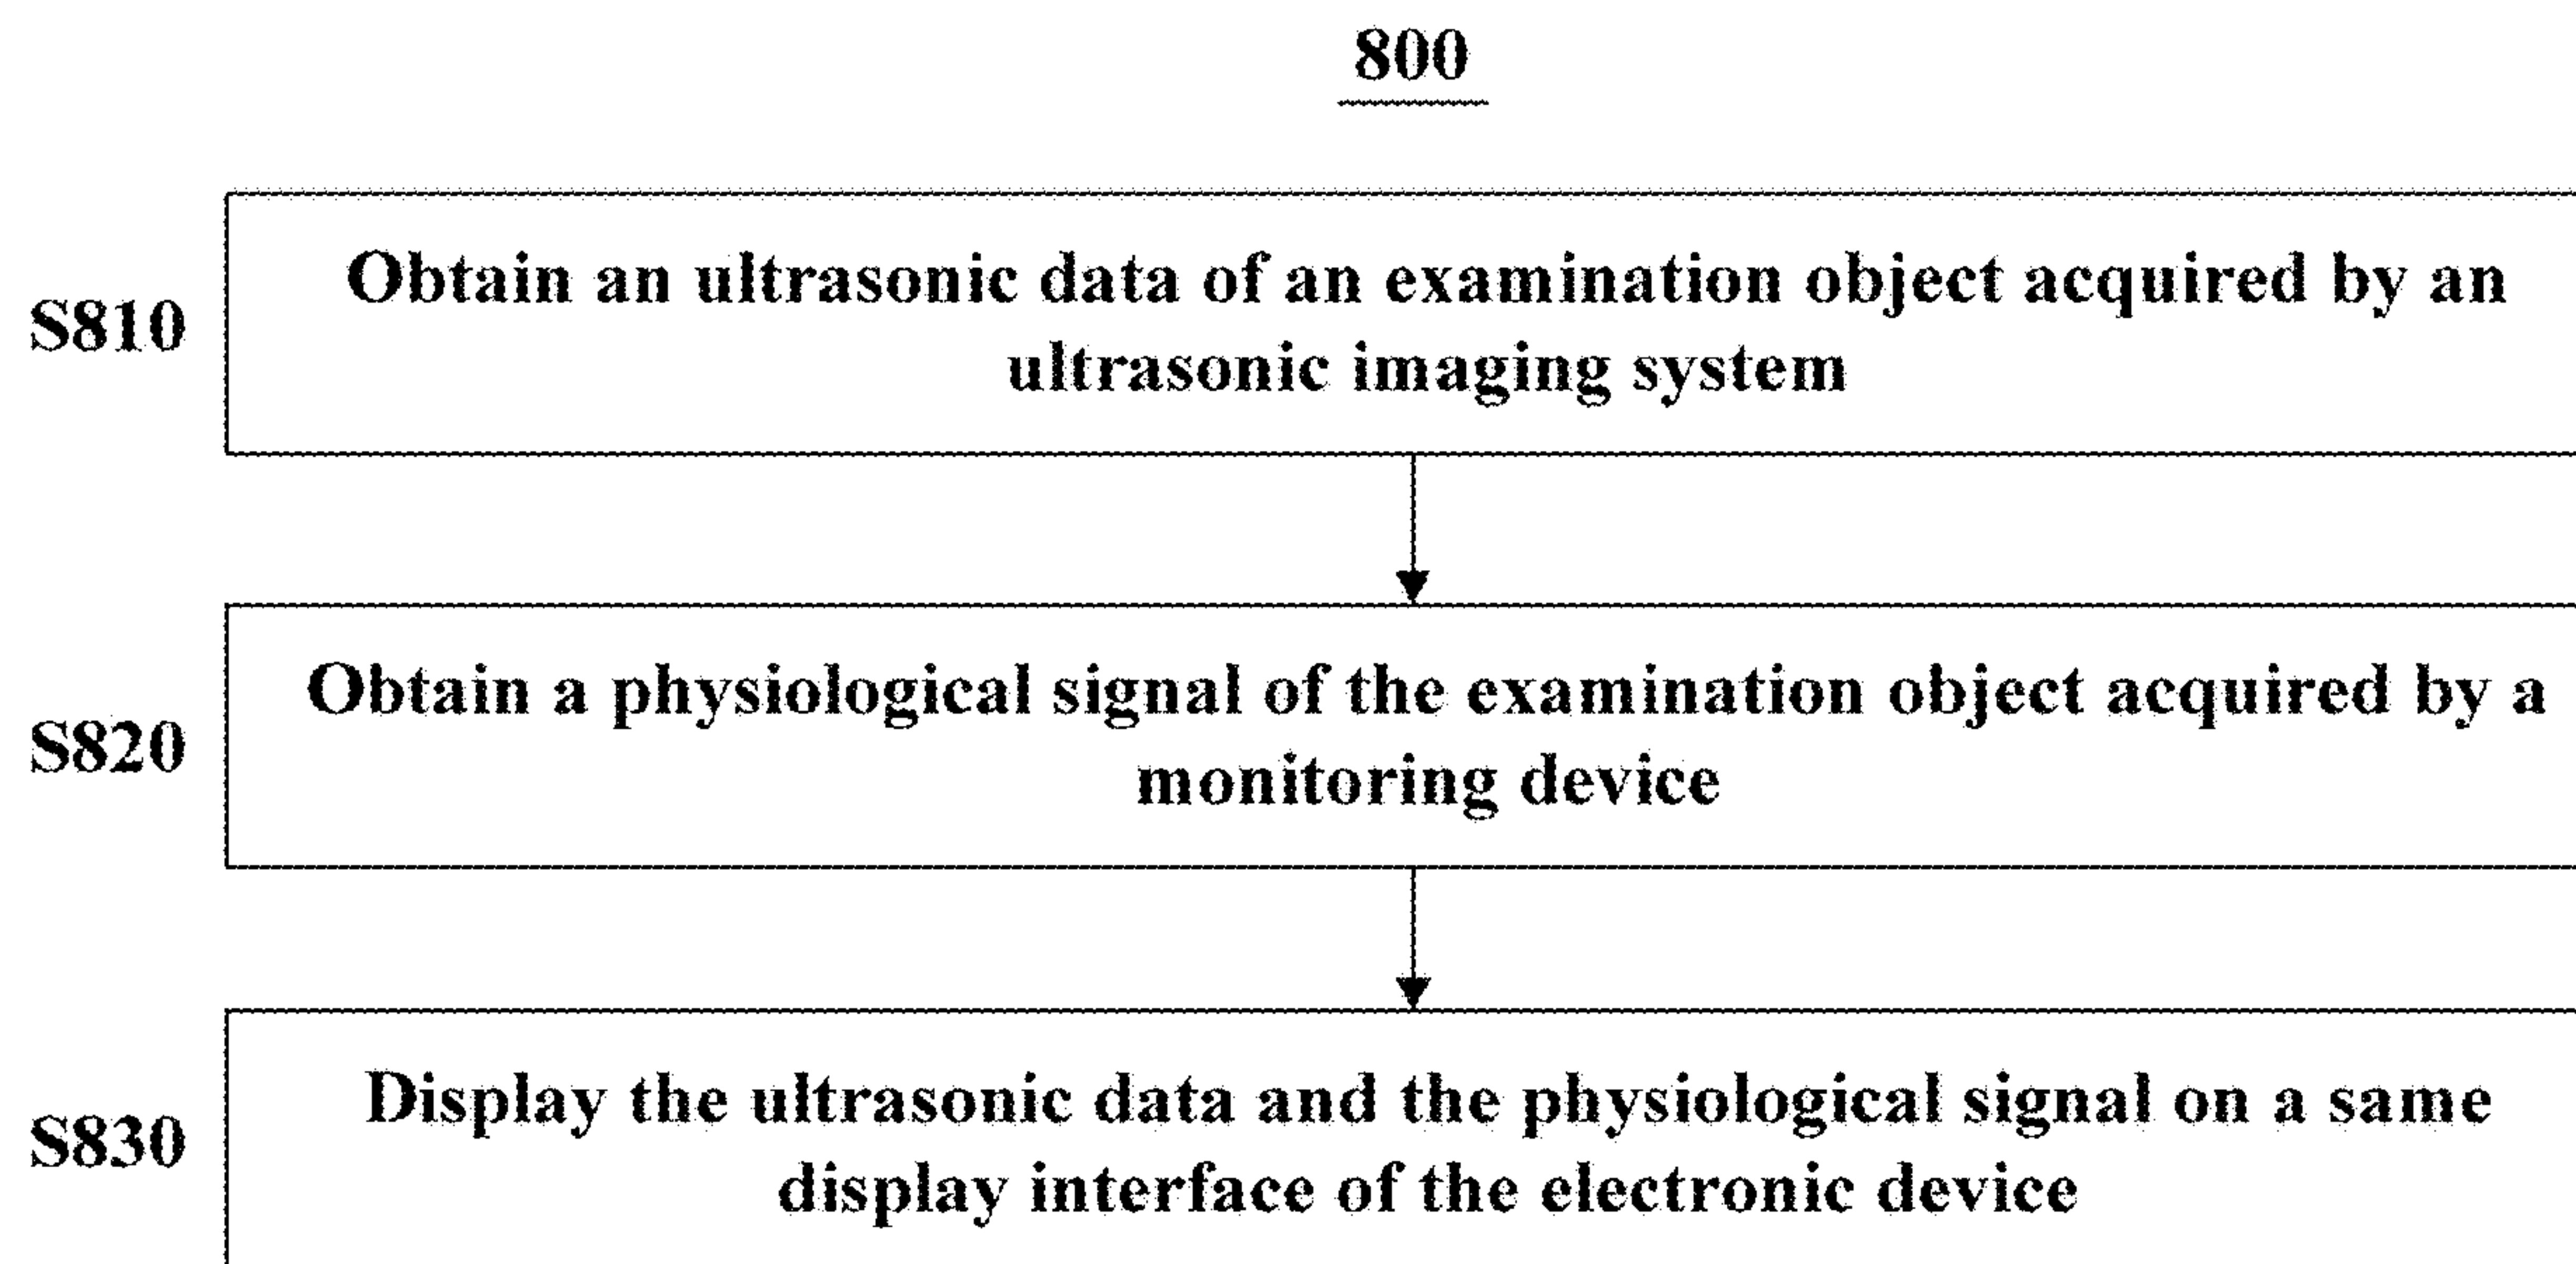 800
S810
Obtain an ultrasonic data of an examination object acquired by an
ultrasonic imaging system
S820
Obtain a physiological signal of the examination object acquired by a
monitoring device
S830
Display the ultrasonic data and the physiological signal on a same
display interface of the electronic device